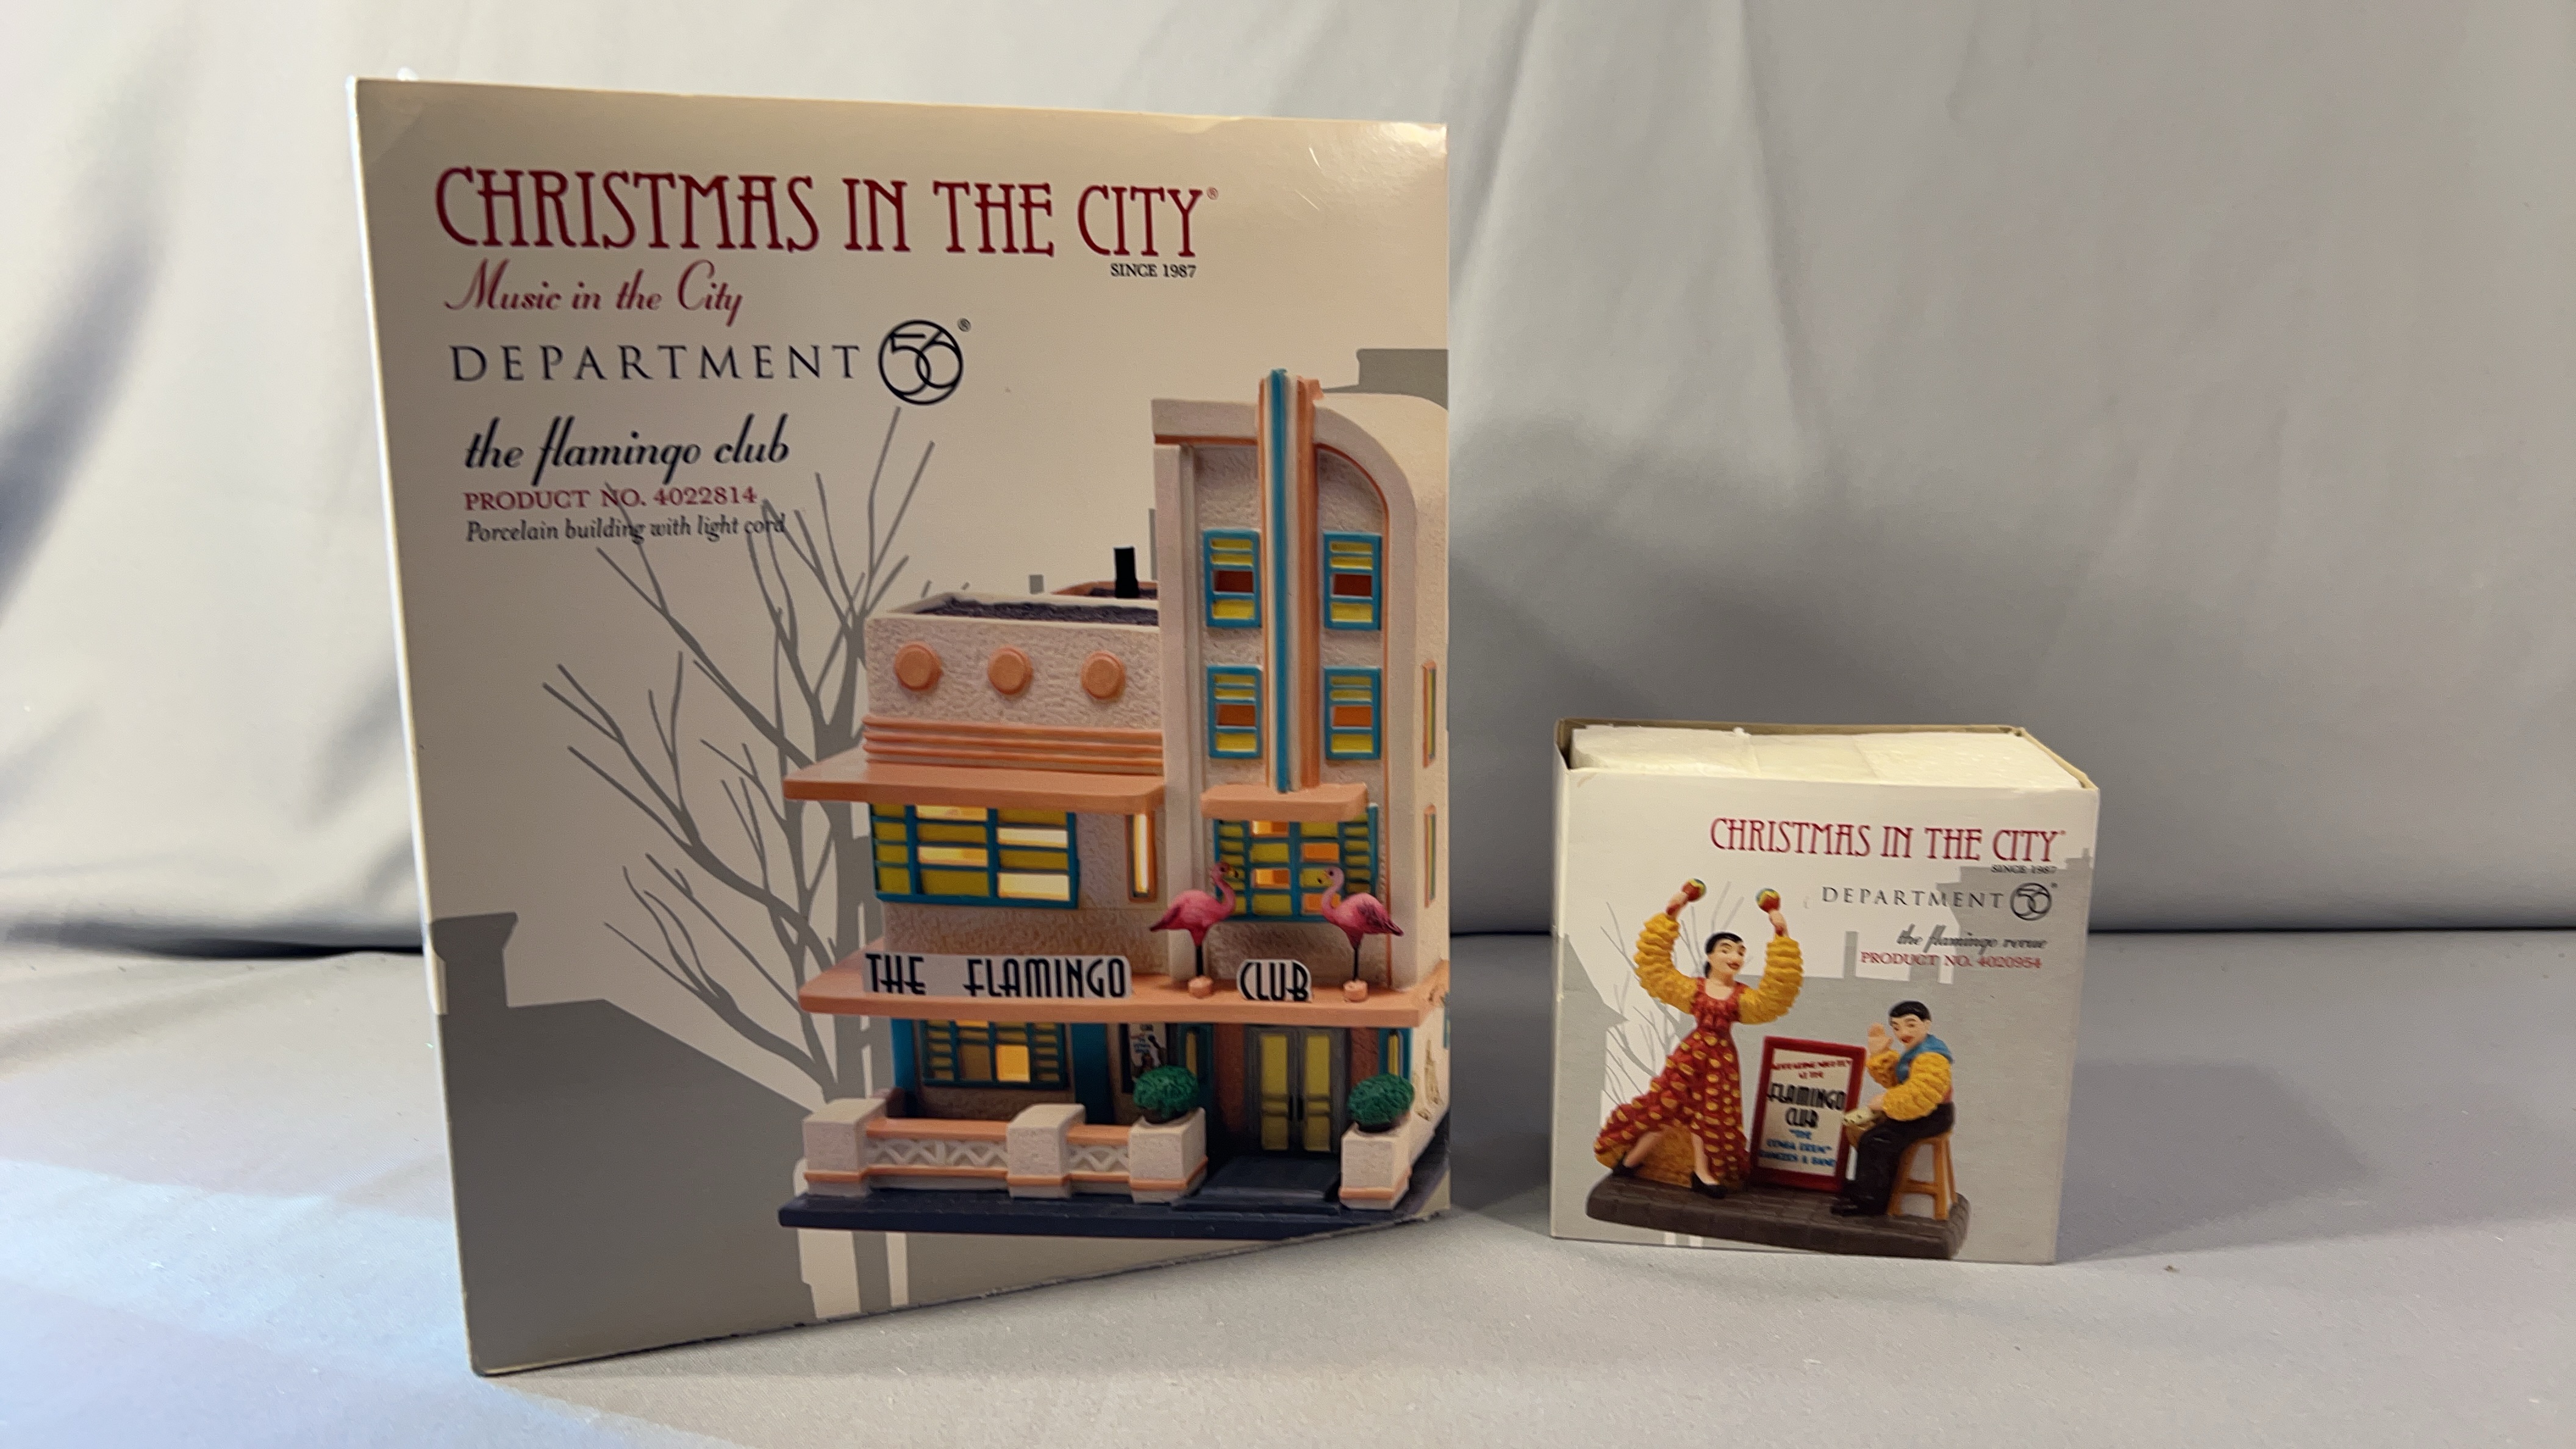 CHRISTMAS IN THE CITY®
SINCE 1987
Music in the City
DEPARTMENT 56®
the flamingo club
PRODUCT NO. 4022814
Porcelain building with light cord
THE FLAMINGO CLUB
CHRISTMAS IN THE CITY®
SINCE 1987
DEPARTMENT 56®
the flamingo revue
PRODUCT NO. 4020954
FLAMINGO
CLUB
"THE